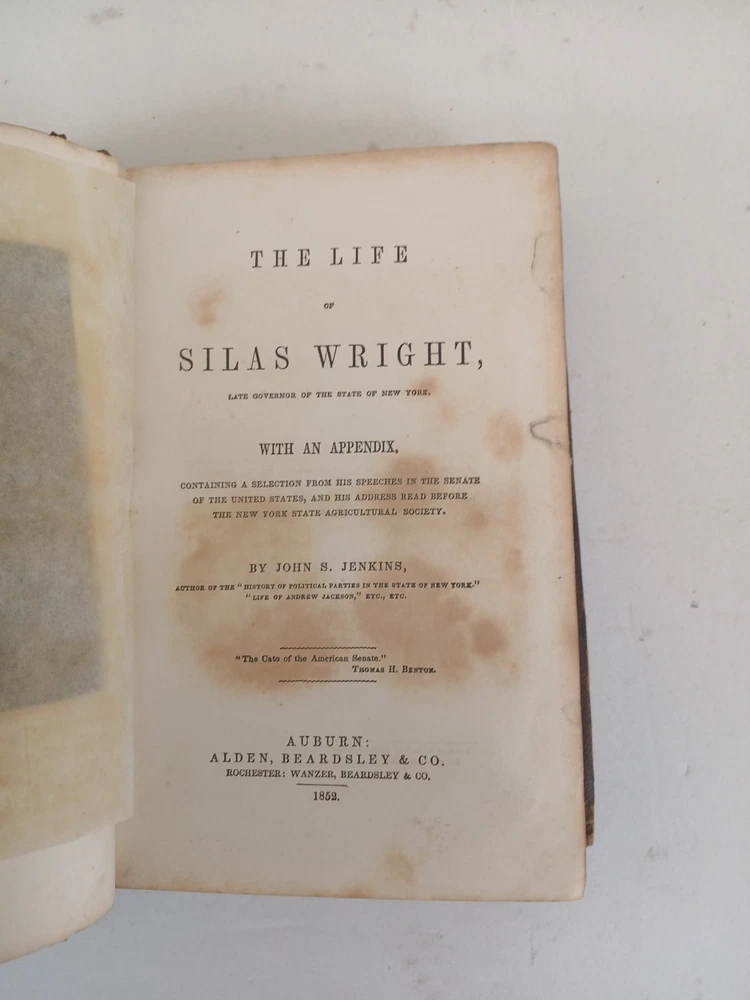 THE LIFE
OF
SILAS WRIGHT,
LATE GOVERNOR OF THE STATE OF NEW YORK.
WITH AN APPENDIX,
CONTAINING A SELECTION FROM HIS SPEECHES IN THE SENATE
OF THE UNITED STATES, AND HIS ADDRESS READ BEFORE
THE NEW YORK STATE AGRICULTURAL SOCIETY.
BY JOHN S. JENKINS,
AUTHOR OF THE "HISTORY OF POLITICAL PARTIES IN THE STATE OF NEW YORK."
"LIFE OF ANDREW JACKSON," ETC., ETC.
"The Cato of the American Senate."
THOMAS H. BENTON.
AUBURN:
ALDEN, BEARDSLEY & CO.
ROCHESTER: WANZER, BEARDSLEY & CO.
1852.